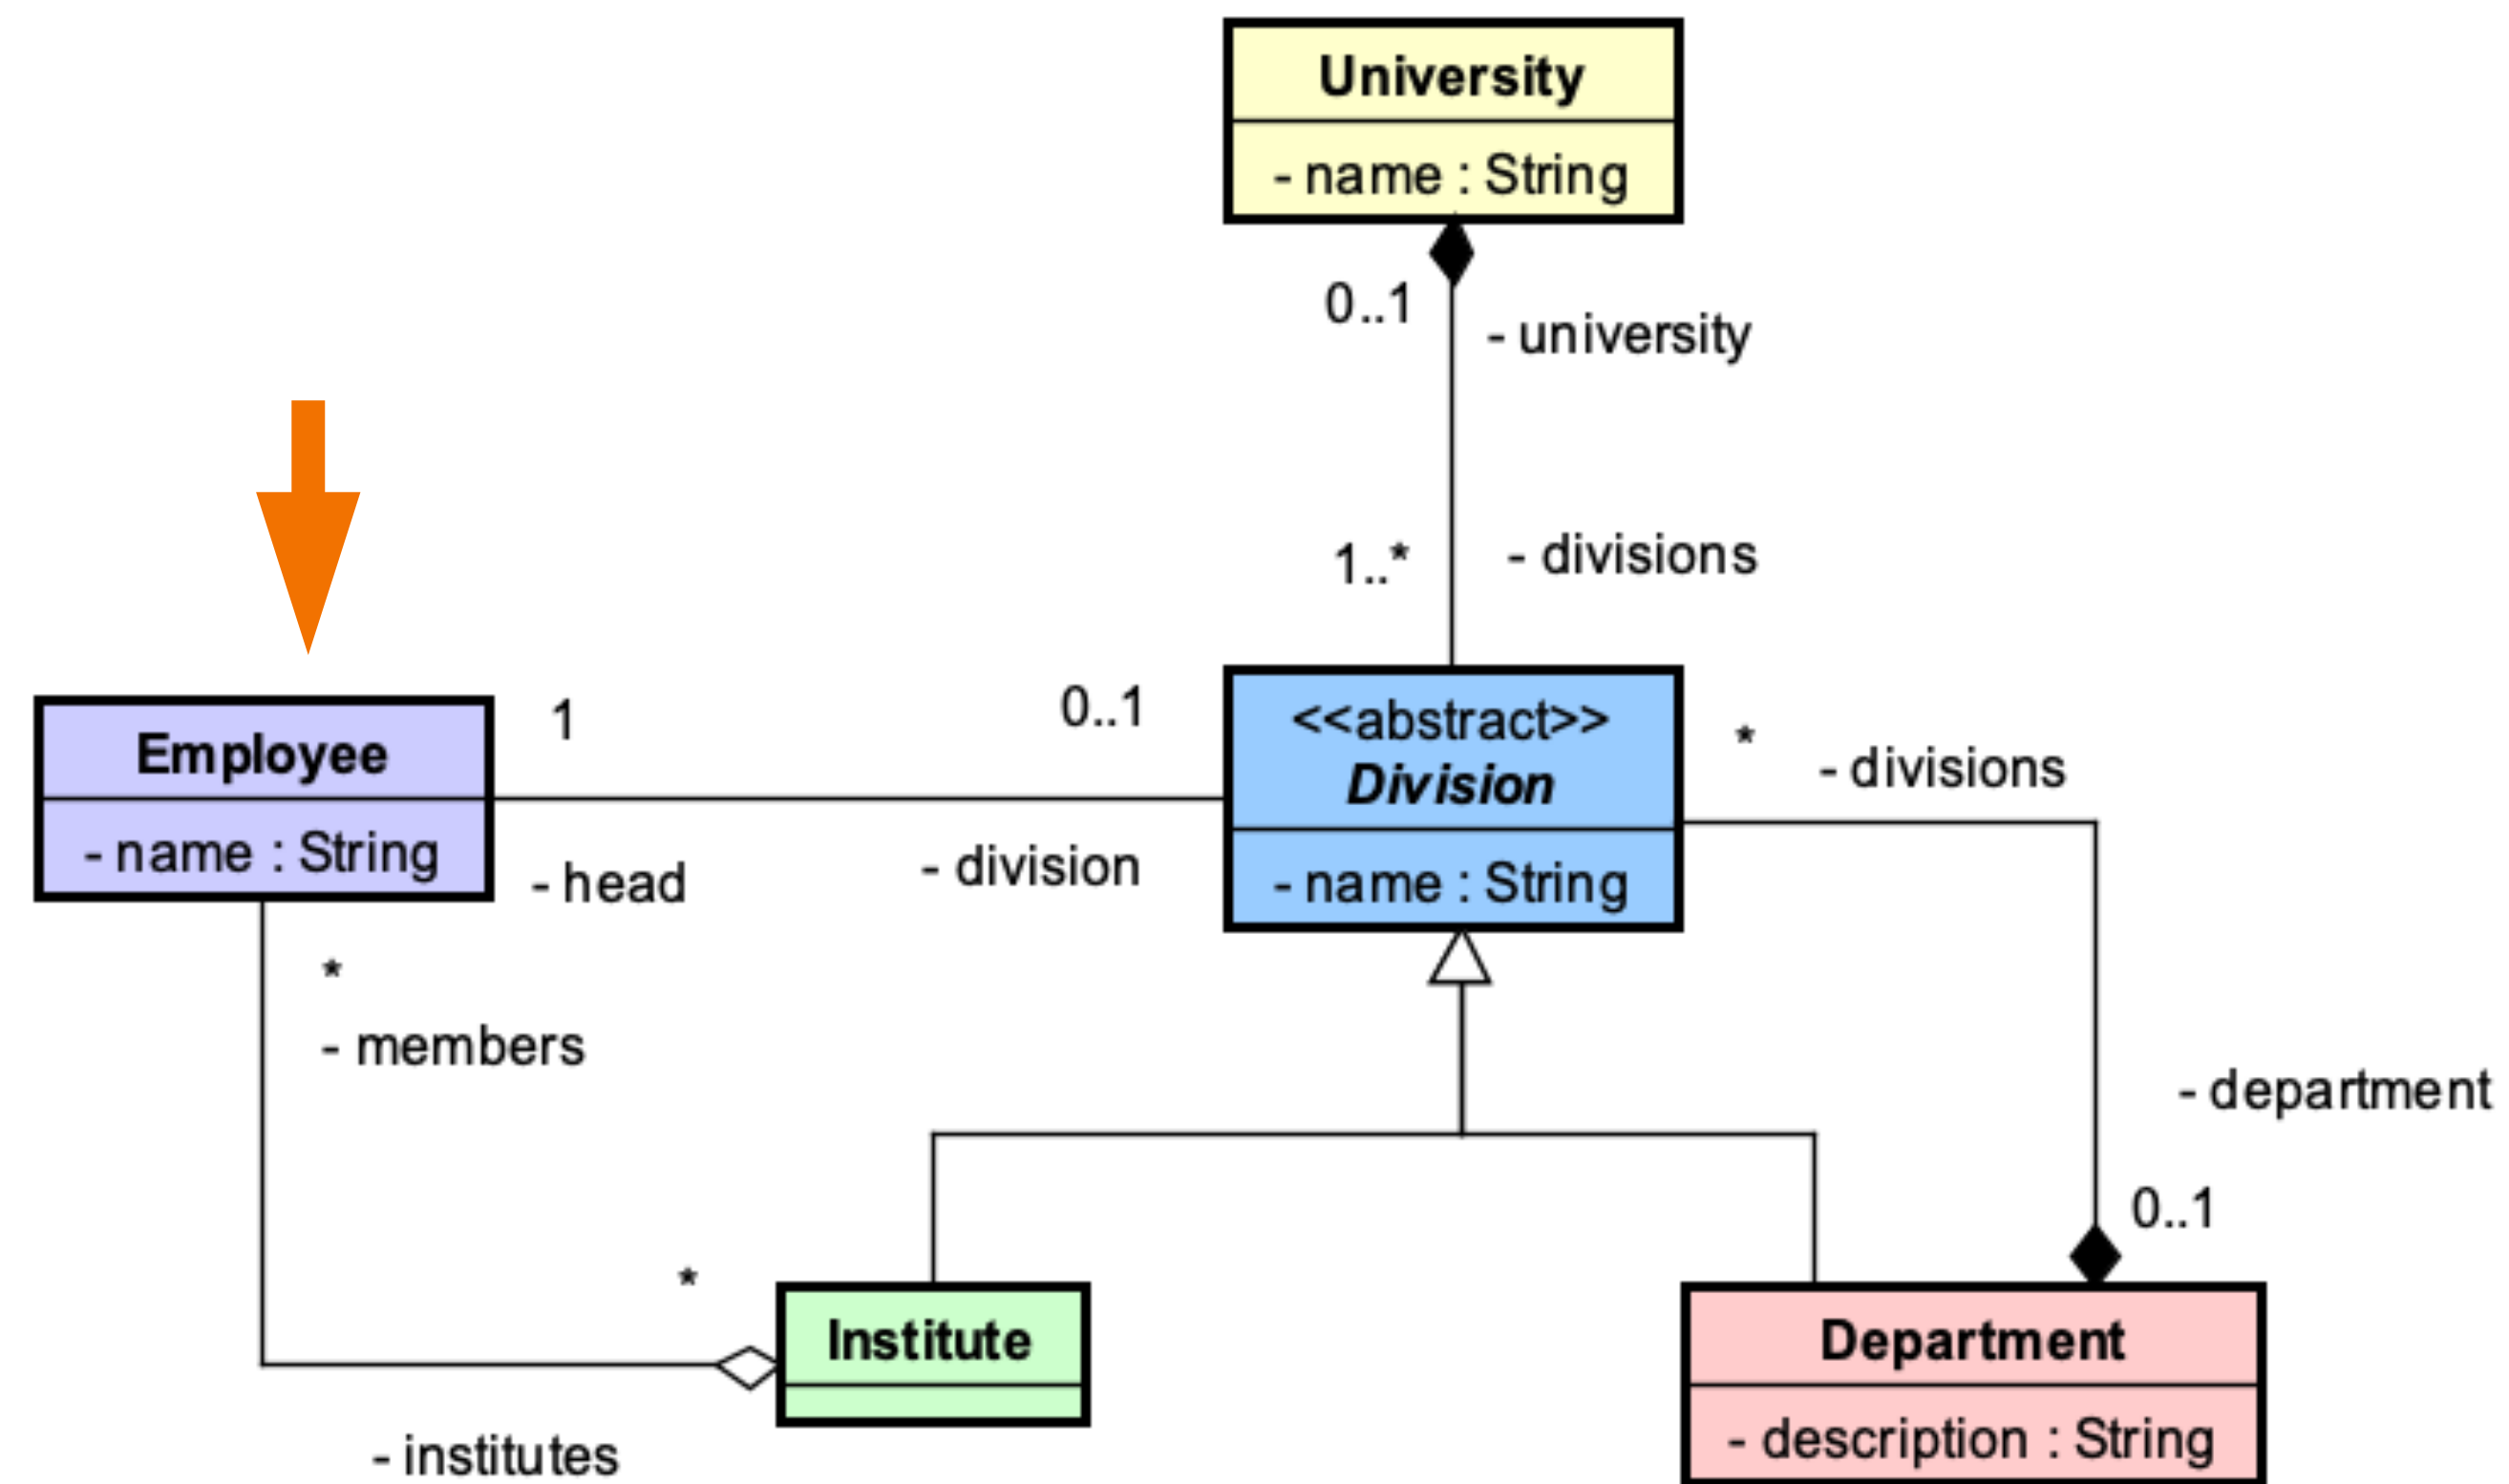 University
- name : String
0..1
- university
1..*
- divisions
Employee
- name : String
1
0..1
- head
- division
<<abstract>>
Division
- name : String
*
- divisions
*
- members
- department
0..1
*
Institute
- institutes
Department
- description : String